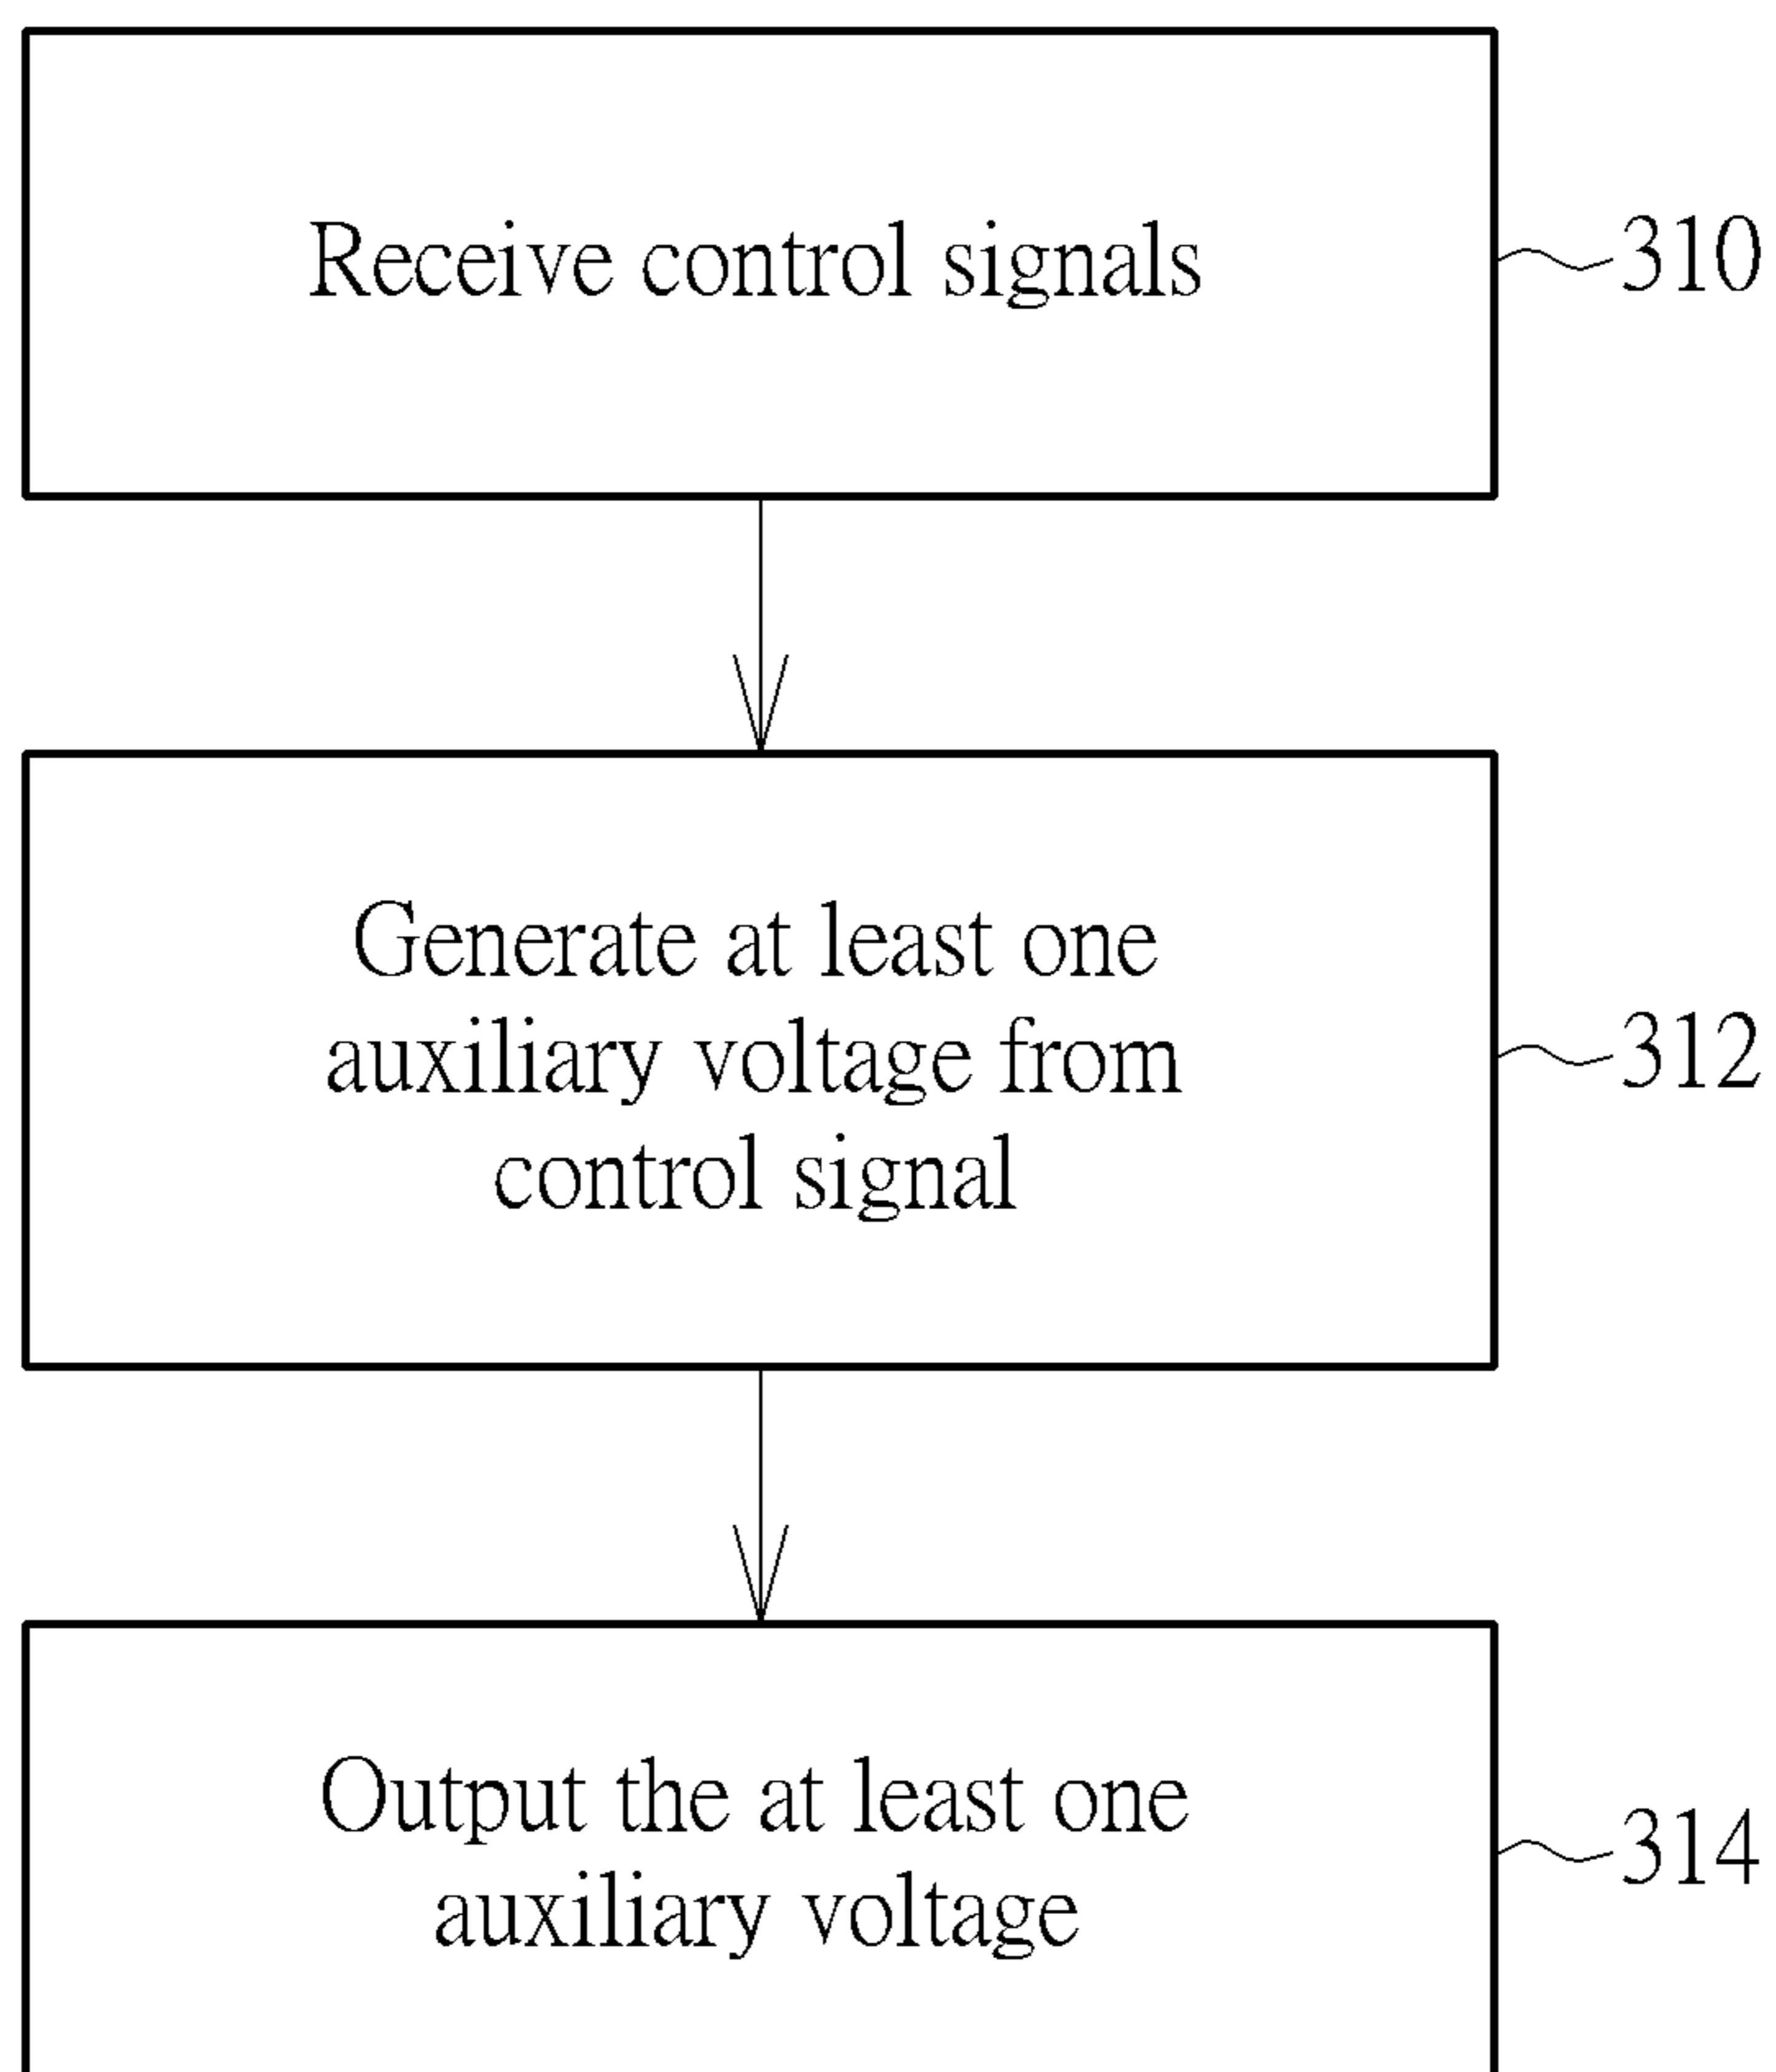 Receive control signals
310
Generate at least one
auxiliary voltage from
control signal
312
Output the at least one
auxiliary voltage
314